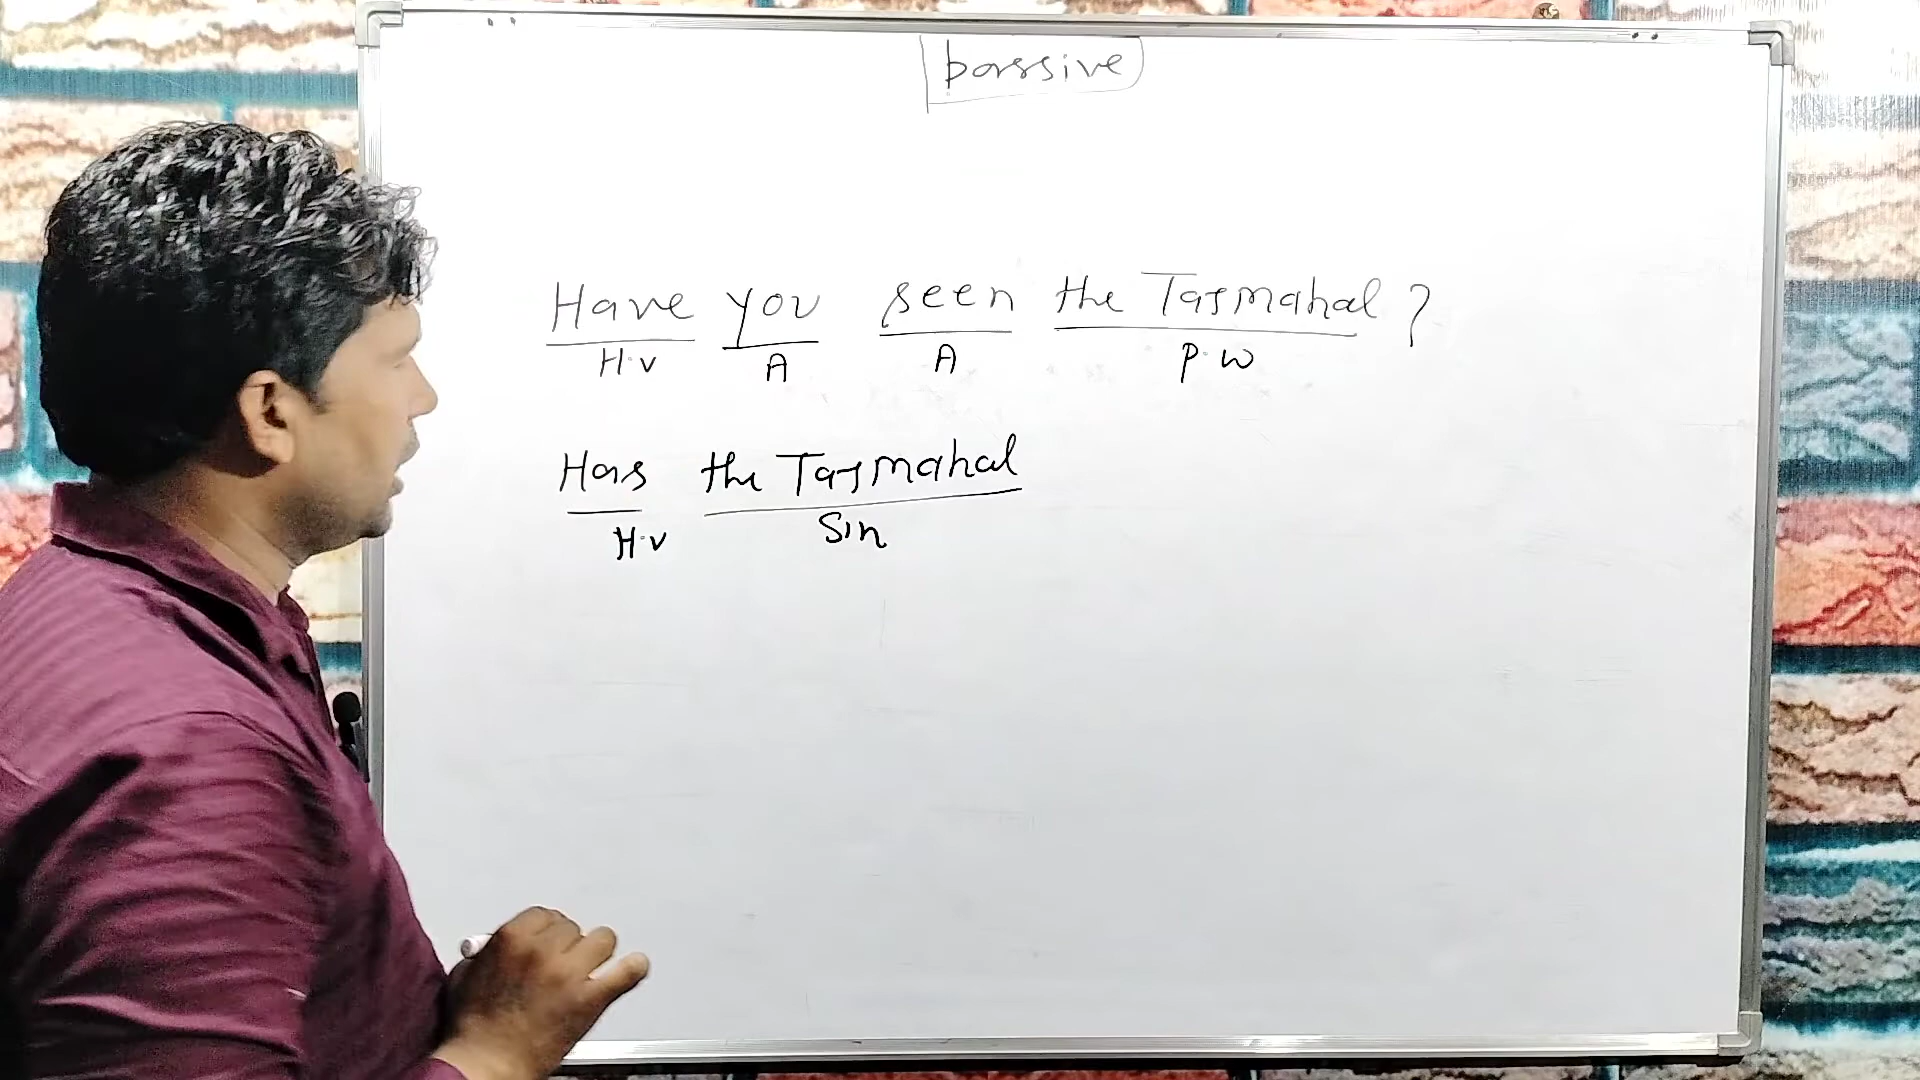 passive
Have you seen the Tajmahal ?
H.v A A P.w
Has the Tajmahal
H.v Sin